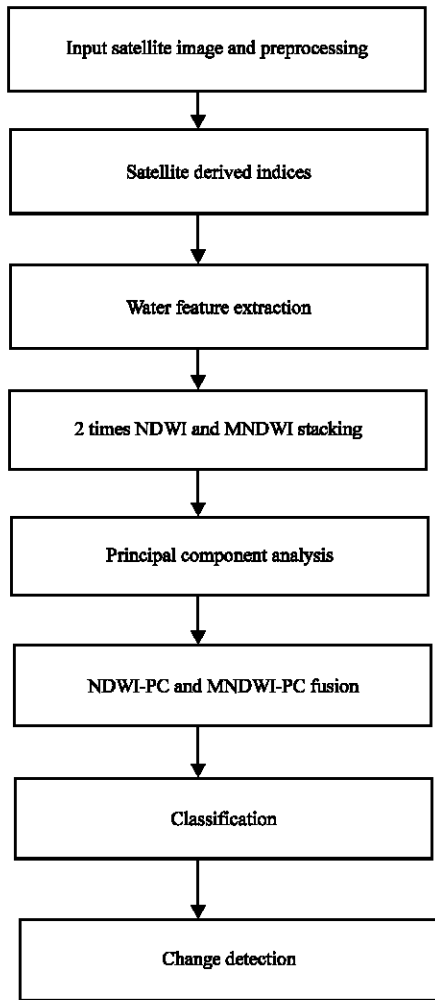 Input satellite image and preprocessing
Satellite derived indices
Water feature extraction
2 times NDWI and MNDWI stacking
Principal component analysis
NDWI-PC and MNDWI-PC fusion
Classification
Change detection